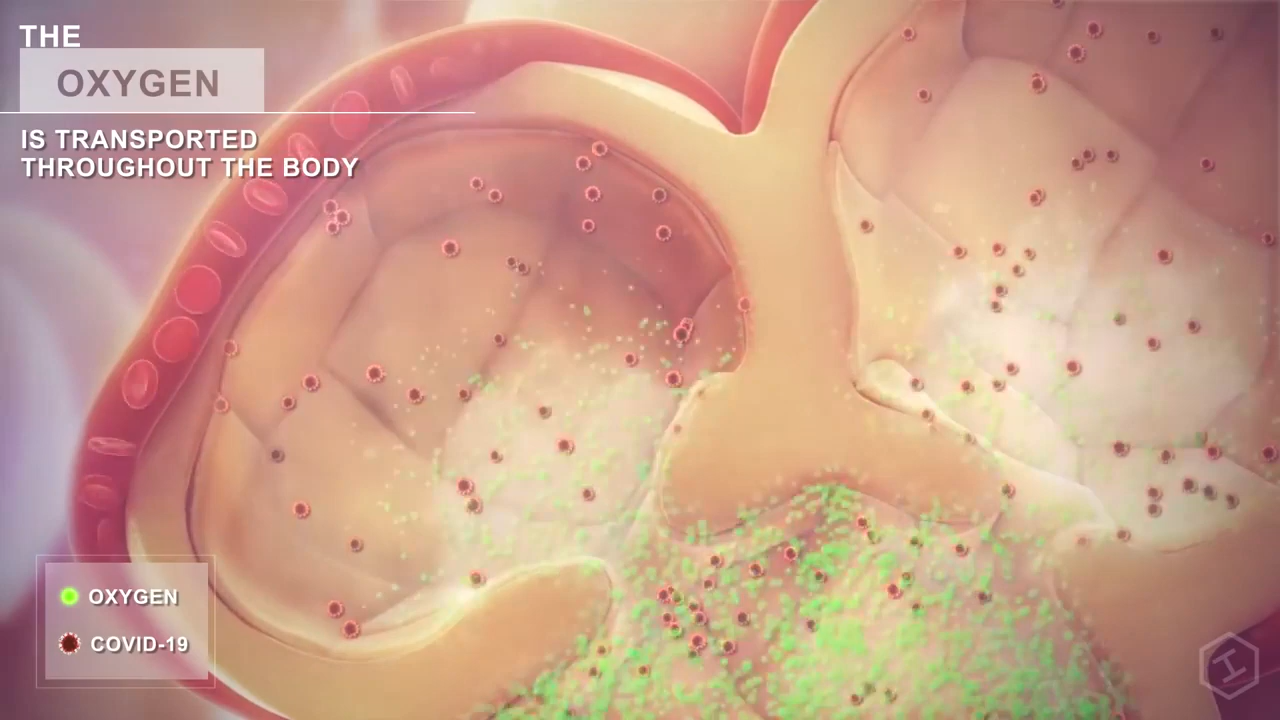 THE
OXYGEN
IS TRANSPORTED
THROUGHOUT THE BODY
OXYGEN
COVID-19